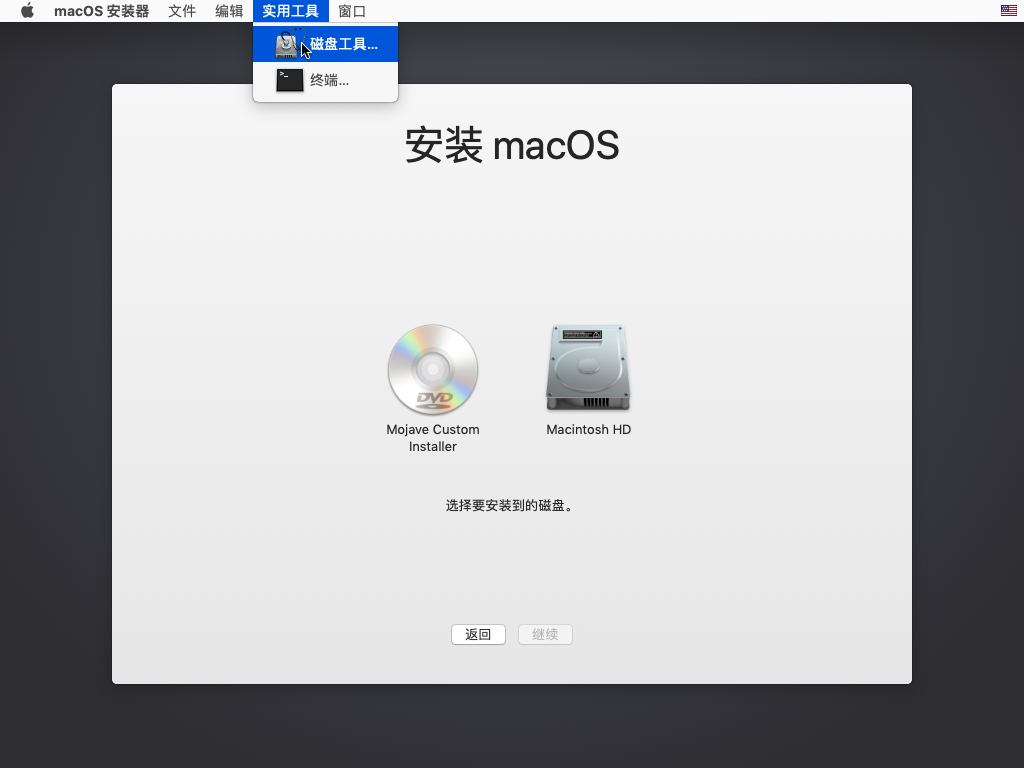 macOS 安装器 文件 编辑 实用工具 窗口
磁盘工具...
终端...
安装 macOS
DVD
Mojave Custom
Installer
Macintosh HD
选择要安装到的磁盘。
返回 继续